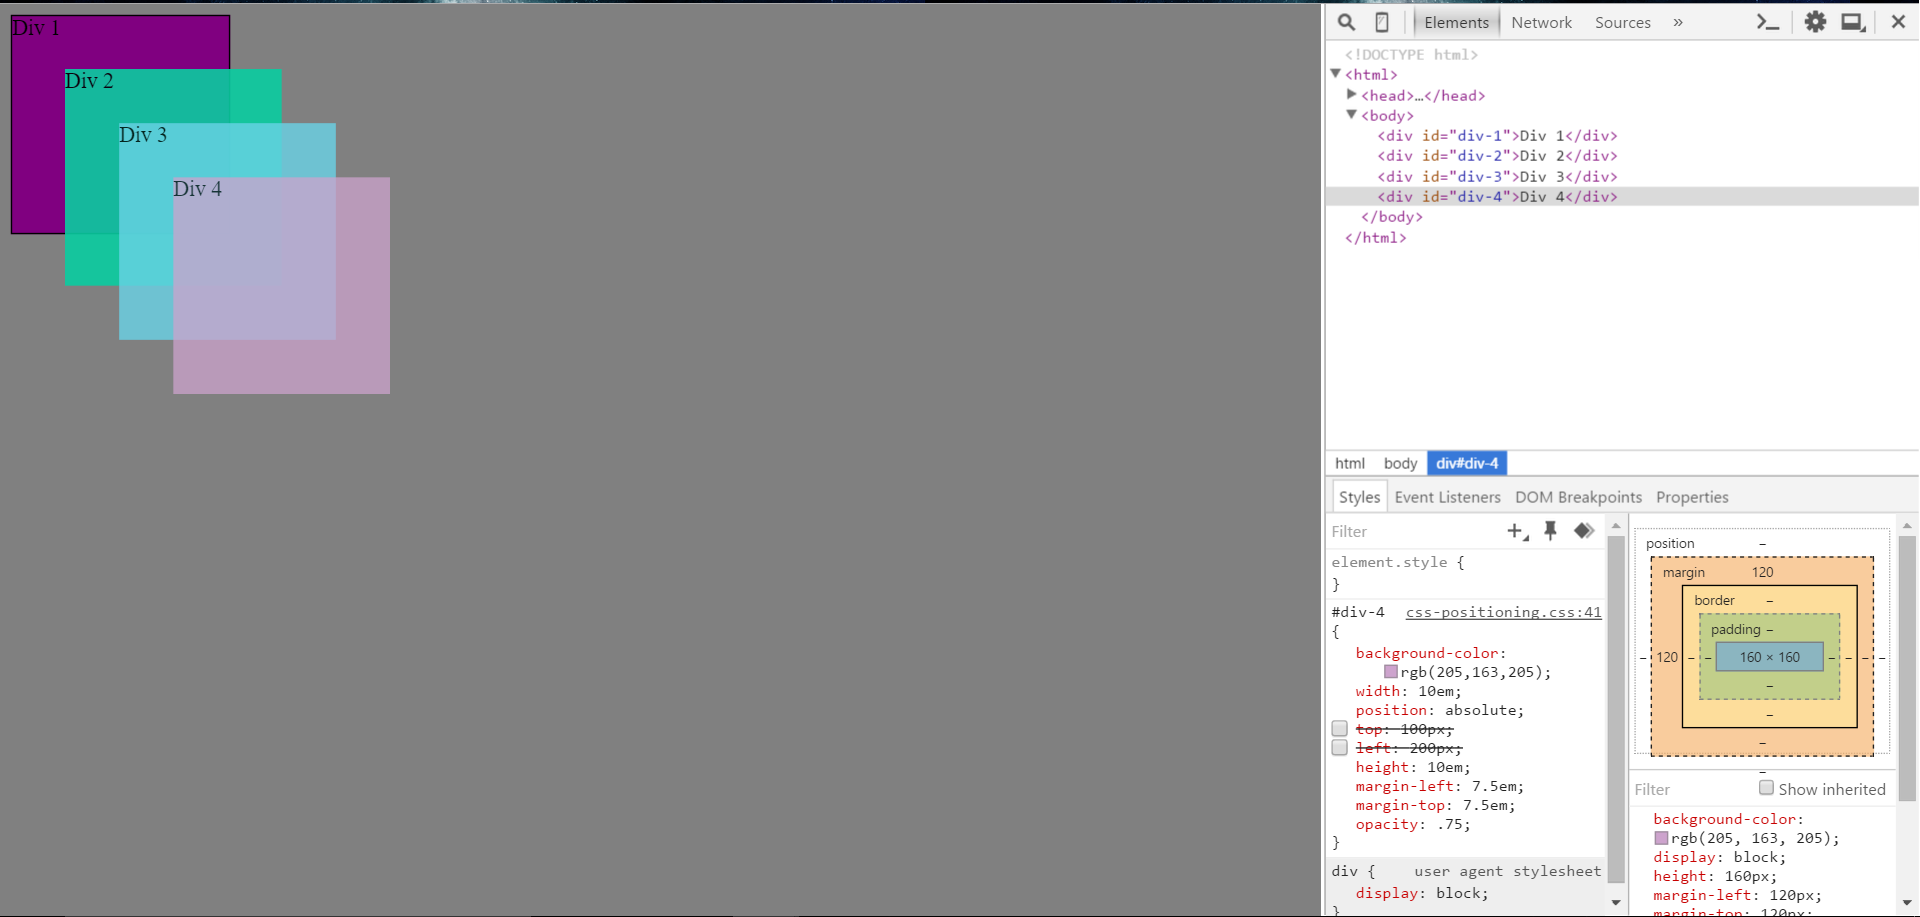 Div 1
Div 2
Div 3
Div 4
Elements Network Sources »
<!DOCTYPE html>
<html>
<head>…</head>
<body>
<div id="div-1">Div 1</div>
<div id="div-2">Div 2</div>
<div id="div-3">Div 3</div>
<div id="div-4">Div 4</div>
</body>
</html>
html body div#div-4
Styles Event Listeners DOM Breakpoints Properties
Filter
element.style {
}
#div-4 css-positioning.css:41
{
background-color:
rgb(205,163,205);
width: 10em;
position: absolute;
top: 100px;
left: 200px;
height: 10em;
margin-left: 7.5em;
margin-top: 7.5em;
opacity: .75;
}
div { user agent stylesheet
display: block;
}
position –
margin 120
border –
padding –
– 120 – – 160 × 160 – – – –
–
–
–
–
Filter Show inherited
background-color:
rgb(205, 163, 205);
display: block;
height: 160px;
margin-left: 120px;
margin-top: 120px;